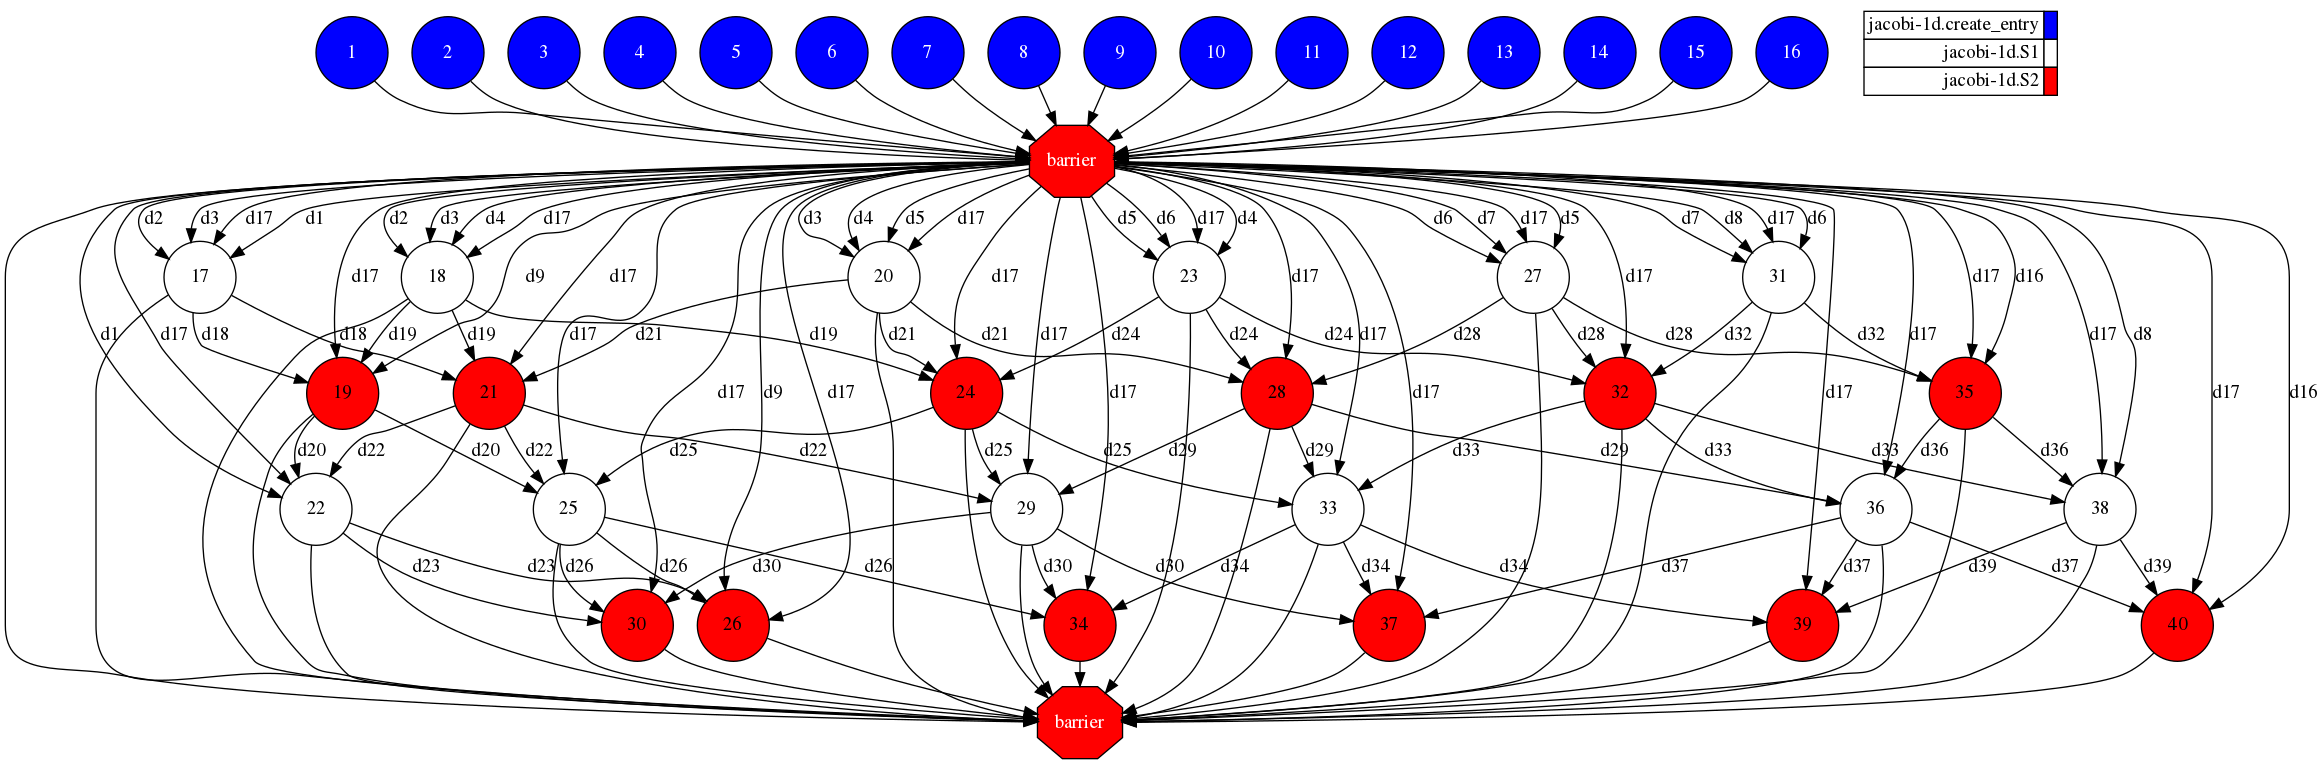 1 2 3 4 5 6 7 8 9 10 11 12 13 14 15 16
jacobi-1d.create_entry
jacobi-1d.S1
jacobi-1d.S2
barrier
d2 d3 d17 d1 d2 d3 d4 d17 d3 d4 d5 d17 d5 d6 d17 d4 d6 d7 d17 d5 d7 d8 d17 d6
17 d17 18 d9 d17 20 d17 23 d17 27 d17 31 d17 d16
d1 d17 d18 d18 d19 d19 d17 d21 d19 d21 d21 d17 d24 d24 d17 d24 d28 d28 d28 d32 d32 d17 d17 d8
19 21 d17 d9 d17 24 d17 28 d17 32 d17 35 d17 d16
d20 d22 d20 d22 d25 d22 d25 d25 d29 d29 d33 d29 d33 d33 d36 d36
22 25 29 33 36 38
d23 d23 d26 d26 d30 d26 d30 d30 d34 d34 d34 d37 d37 d39 d37 d39
30 26 34 37 39 40
barrier